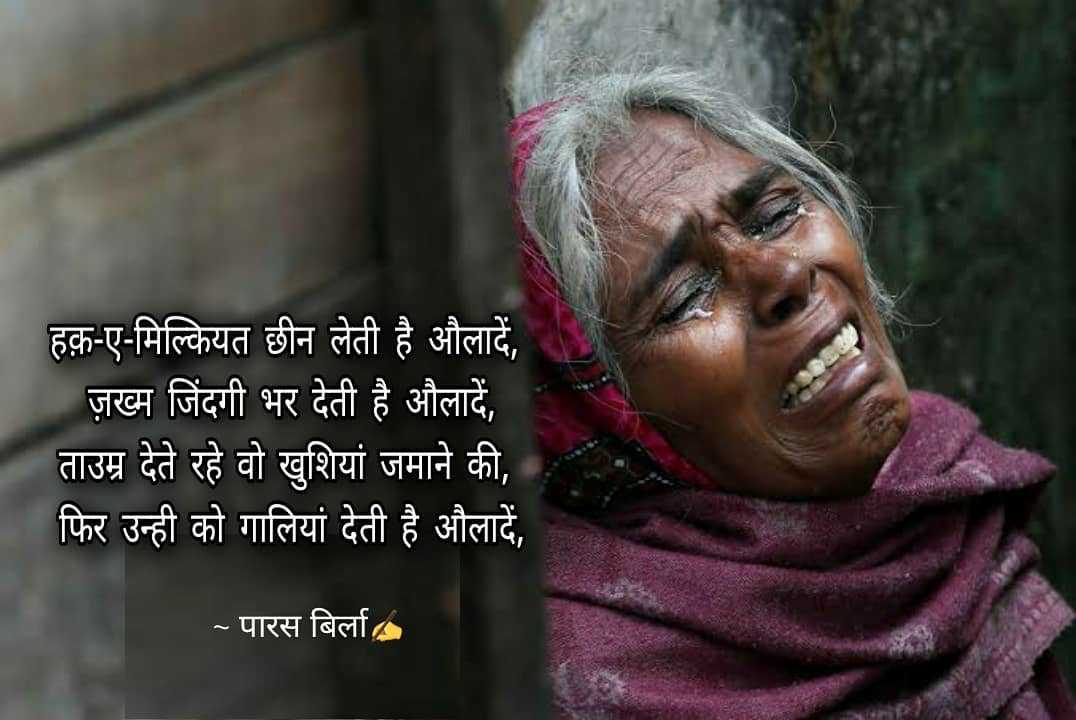 हक़-ए-मिल्कियत छीन लेती है औलादें,
ज़ख्म जिंदगी भर देती है औलादें,
ताउम्र देते रहे वो खुशियां जमाने की,
फिर उन्ही को गालियां देती है औलादें,
~ पारस बिर्ला✍️